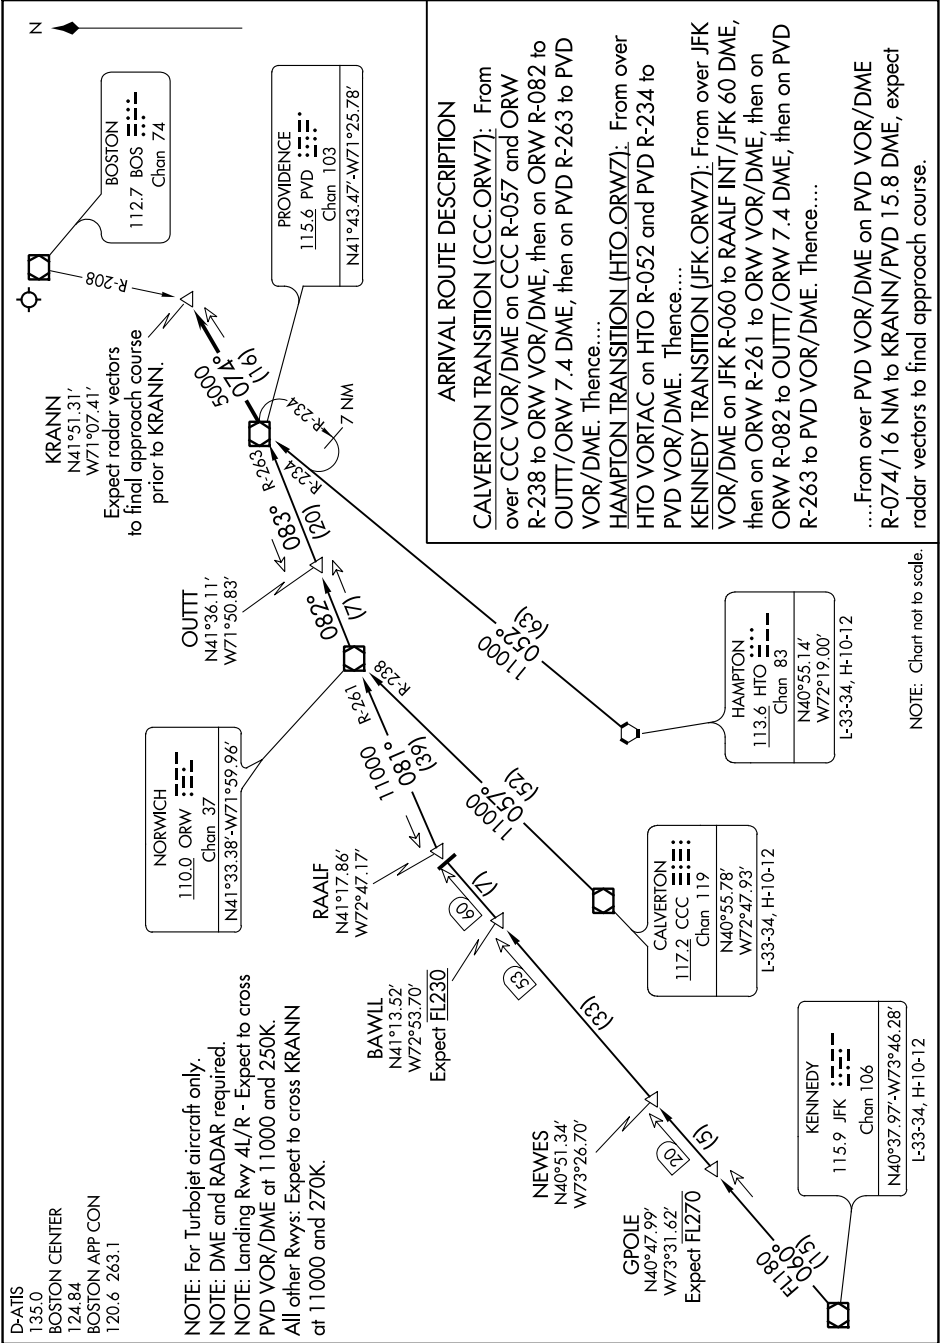 D-ATIS
135.0
BOSTON CENTER
124.84
BOSTON APP CON
120.6 263.1
NOTE: For Turbojet aircraft only.
NOTE: DME and RADAR required.
NOTE: Landing Rwy 4L/R - Expect to cross
PVD VOR/DME at 11000 and 250K.
All other Rwys: Expect to cross KRANN
at 11000 and 270K.
NORWICH
110.0 ORW
Chan 37
N41°33.38'-W71°59.96'
OUTTT
N41°36.11'
W71°50.83'
KRANN
N41°51.31'
W71°07.41'
Expect radar vectors
to final approach course
prior to KRANN.
BOSTON
112.7 BOS
Chan 74
N
R-208
PROVIDENCE
115.6 PVD
Chan 103
N41°43.47'-W71°25.78'
5000
074°
(16)
R-234
7 NM
R-263
R-234
083°
(20)
082°
(7)
R-261
R-238
11000
081°
(39)
RAALF
N41°17.86'
W72°47.17'
60
(7)
BAWLL
N41°13.52'
W72°53.70'
Expect FL230
53
(33)
NEWES
N40°51.34'
W73°26.70'
20
(5)
GPOLE
N40°47.99'
W73°31.62'
Expect FL270
FL180
060°
(15)
KENNEDY
115.9 JFK
Chan 106
N40°37.97'-W73°46.28'
L-33-34, H-10-12
11000
057°
(52)
CALVERTON
117.2 CCC
Chan 119
N40°55.78'
W72°47.93'
L-33-34, H-10-12
11000
052°
(63)
HAMPTON
113.6 HTO
Chan 83
N40°55.14'
W72°19.00'
L-33-34, H-10-12
NOTE: Chart not to scale.
ARRIVAL ROUTE DESCRIPTION
CALVERTON TRANSITION (CCC.ORW7): From
over CCC VOR/DME on CCC R-057 and ORW
R-238 to ORW VOR/DME, then on ORW R-082 to
OUTTT/ORW 7.4 DME, then on PVD R-263 to PVD
VOR/DME. Thence....
HAMPTON TRANSITION (HTO.ORW7): From over
HTO VORTAC on HTO R-052 and PVD R-234 to
PVD VOR/DME. Thence....
KENNEDY TRANSITION (JFK.ORW7): From over JFK
VOR/DME on JFK R-060 to RAALF INT/JFK 60 DME,
then on ORW R-261 to ORW VOR/DME, then on
ORW R-082 to OUTTT/ORW 7.4 DME, then on PVD
R-263 to PVD VOR/DME. Thence....
....From over PVD VOR/DME on PVD VOR/DME
R-074/16 NM to KRANN/PVD 15.8 DME, expect
radar vectors to final approach course.